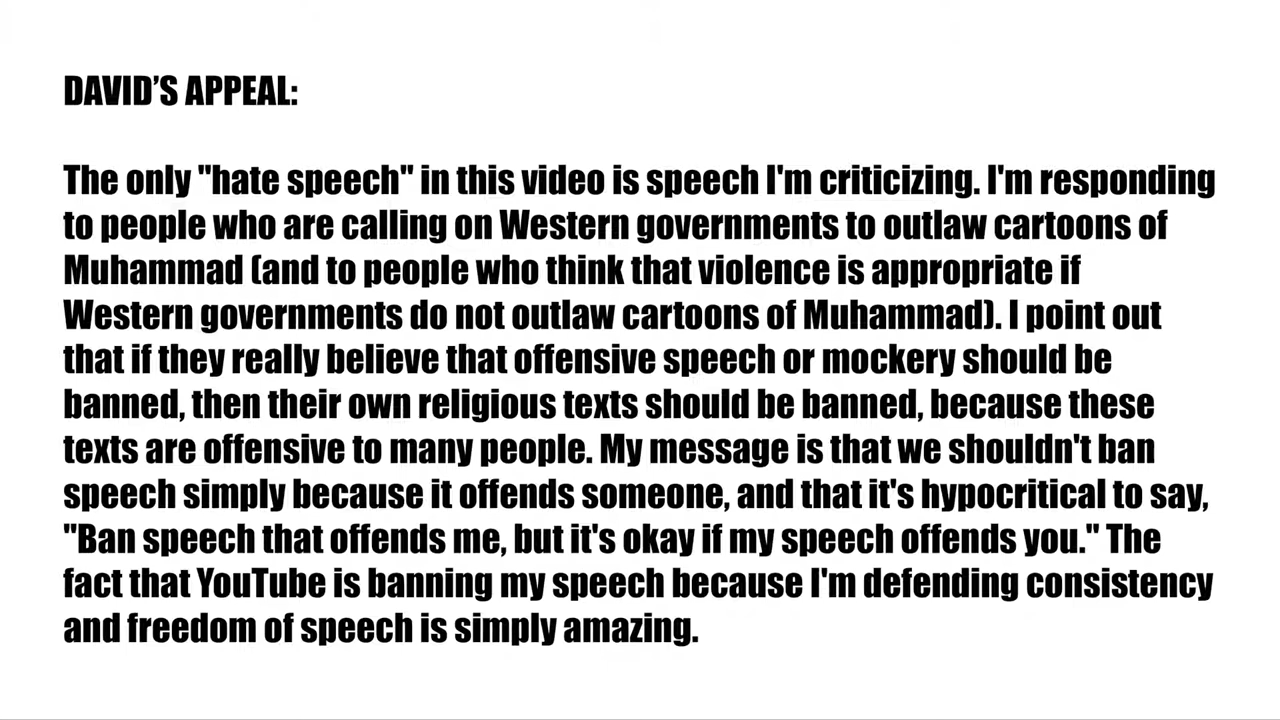 DAVID’S APPEAL:
The only "hate speech" in this video is speech I'm criticizing. I'm responding
to people who are calling on Western governments to outlaw cartoons of
Muhammad (and to people who think that violence is appropriate if
Western governments do not outlaw cartoons of Muhammad). I point out
that if they really believe that offensive speech or mockery should be
banned, then their own religious texts should be banned, because these
texts are offensive to many people. My message is that we shouldn't ban
speech simply because it offends someone, and that it's hypocritical to say,
"Ban speech that offends me, but it's okay if my speech offends you." The
fact that YouTube is banning my speech because I'm defending consistency
and freedom of speech is simply amazing.